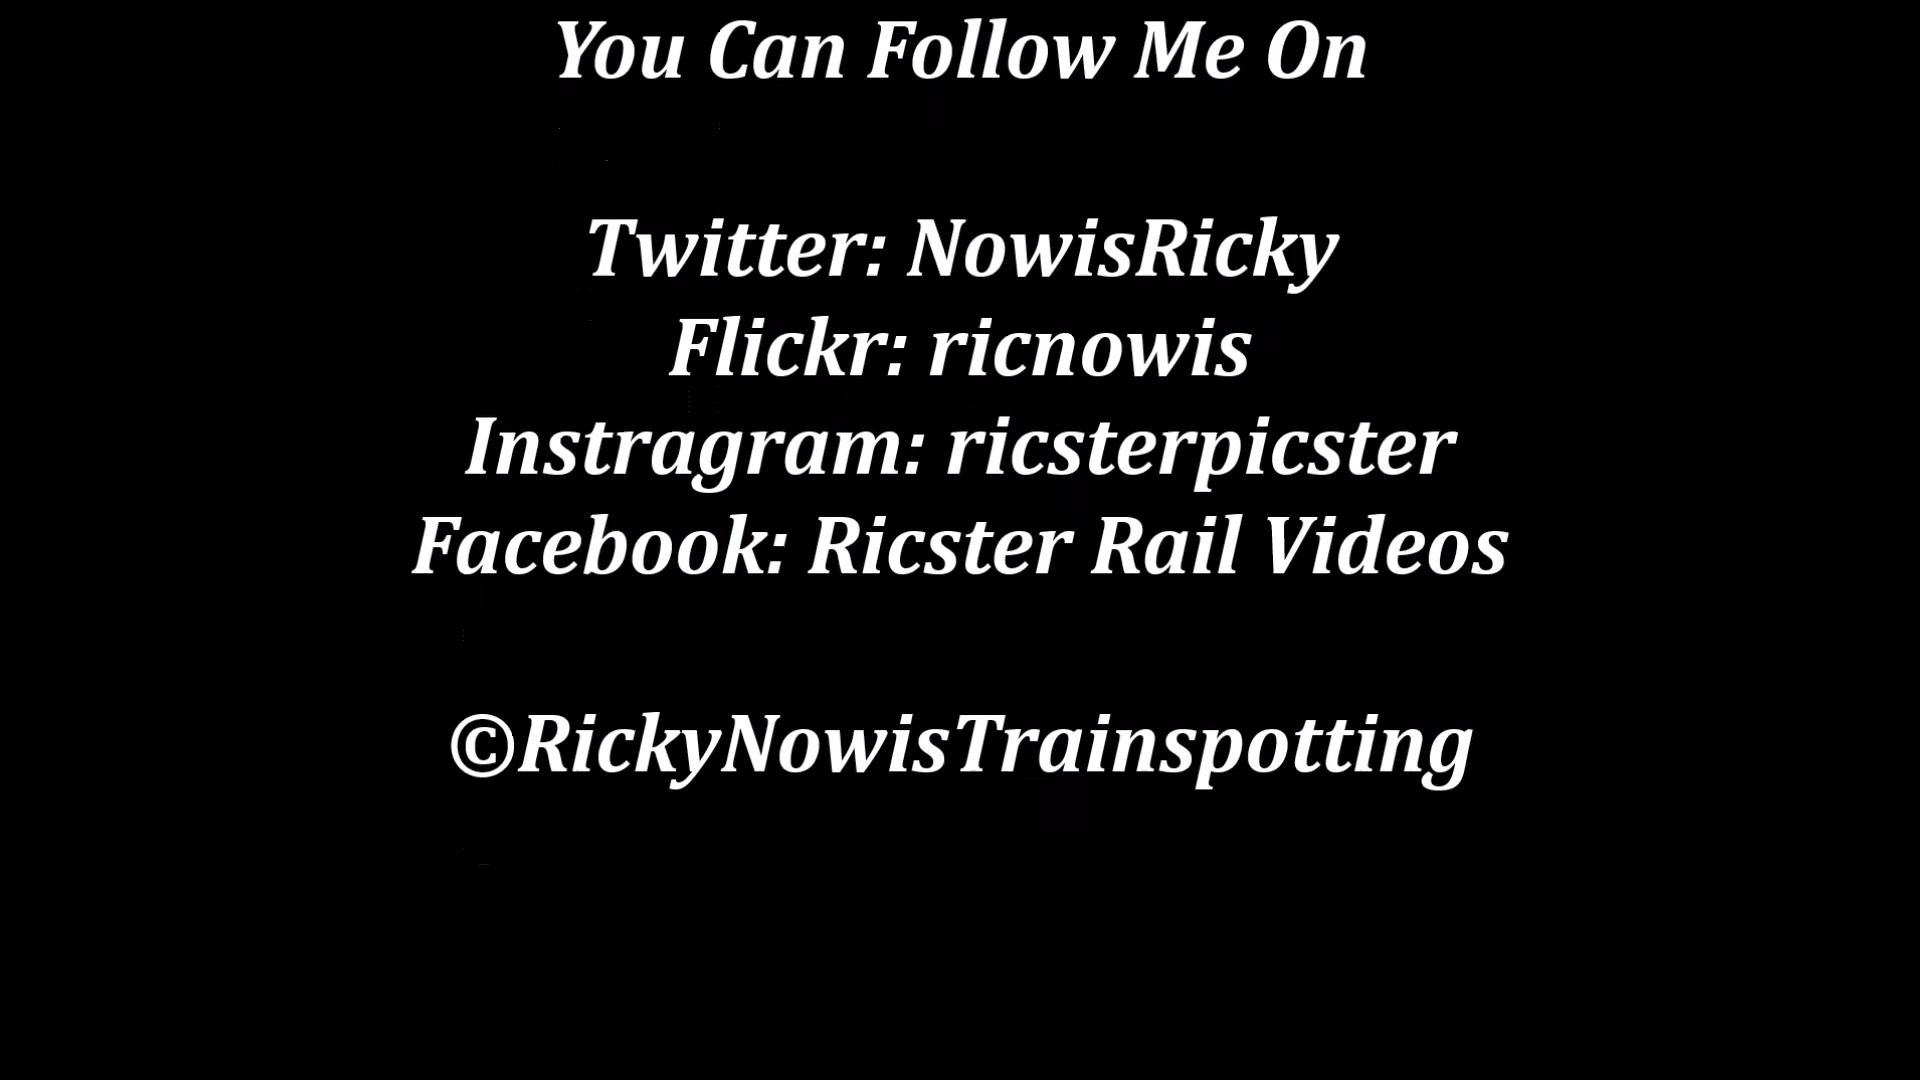 You Can Follow Me On
Twitter: NowisRicky
Flickr: ricnowis
Instragram: ricsterpicster
Facebook: Ricster Rail Videos
©RickyNowisTrainspotting